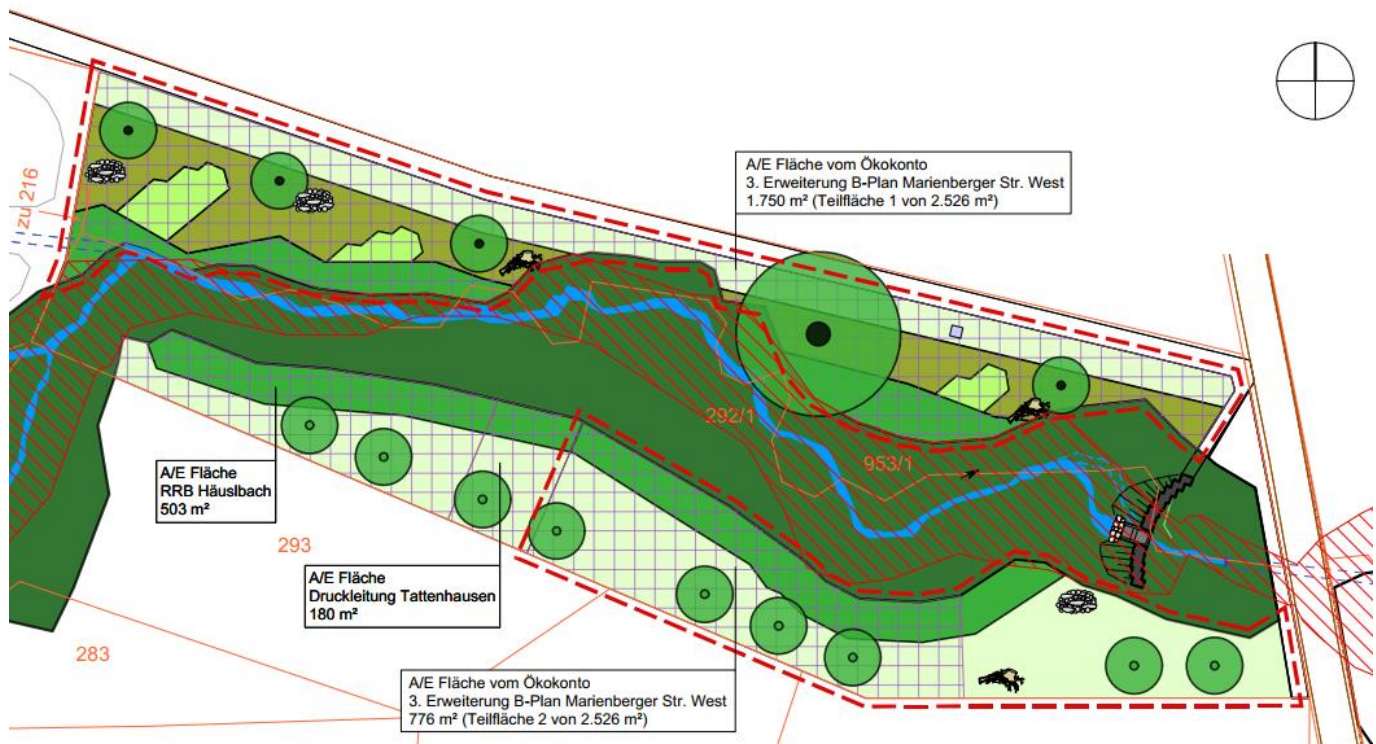 A/E Fläche vom Ökokonto
3. Erweiterung B-Plan Marienberger Str. West
1.750 m² (Teilfläche 1 von 2.526 m²)
zu 216
292/1
953/1
A/E Fläche
RRB Häuslbach
503 m²
293
A/E Fläche
Druckleitung Tattenhausen
180 m²
283
A/E Fläche vom Ökokonto
3. Erweiterung B-Plan Marienberger Str. West
776 m² (Teilfläche 2 von 2.526 m²)